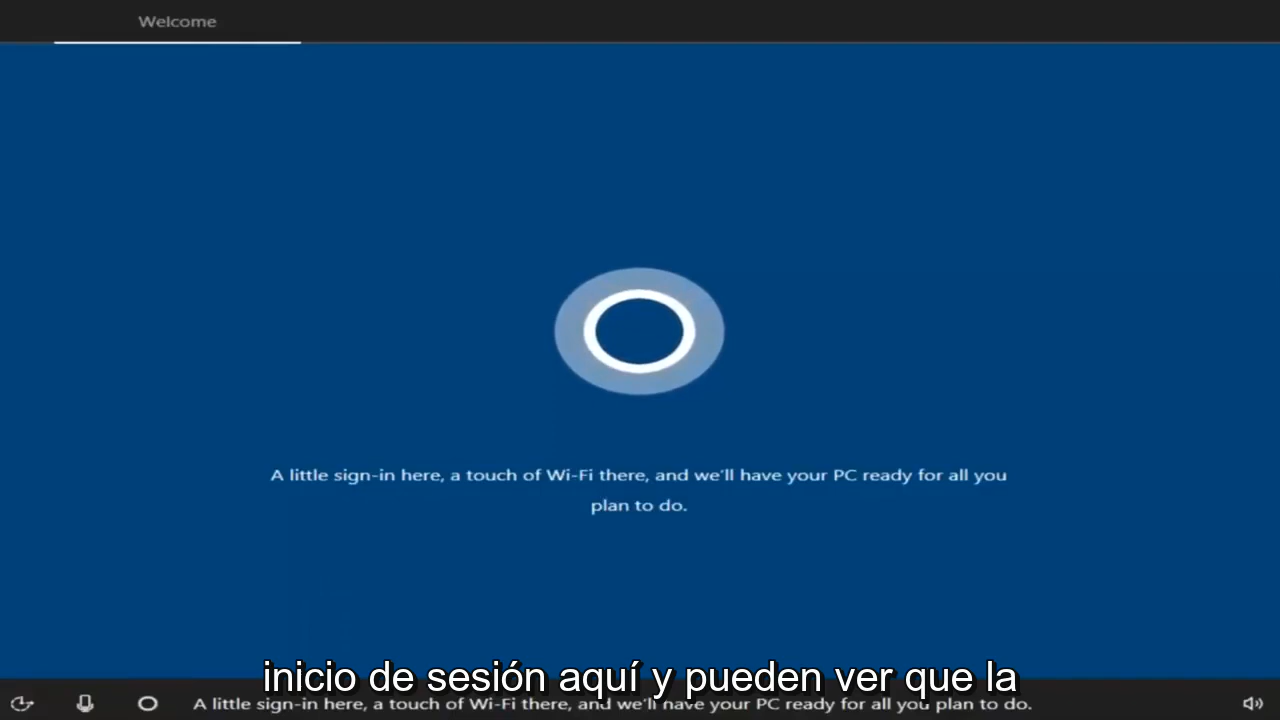 Welcome
A little sign-in here, a touch of Wi-Fi there, and we'll have your PC ready for all you
plan to do.
inicio de sesión aquí y pueden ver que la
A little sign-in here, a touch of Wi-Fi there, and we'll have your PC ready for all you plan to do.